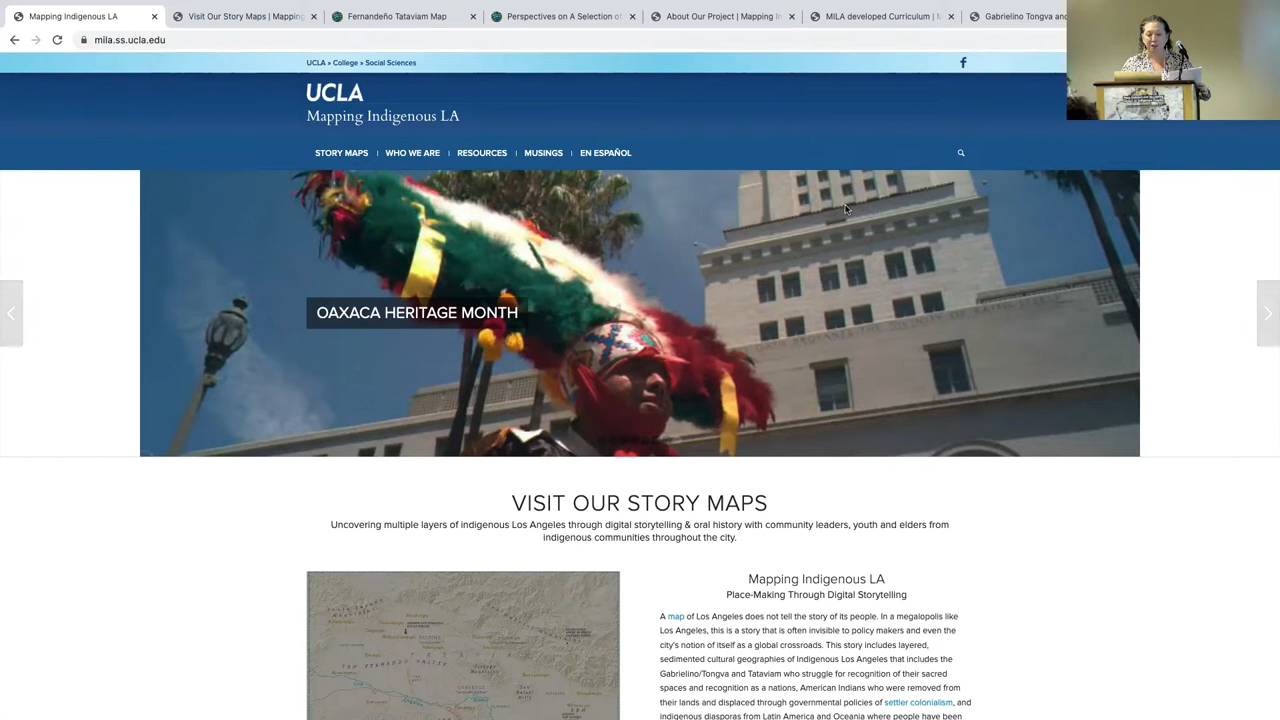 Mapping Indigenous LA
Visit Our Story Maps | Mapping
Fernandeño Tataviam Map
Perspectives on A Selection of
About Our Project | Mapping In
MILA developed Curriculum |
Gabrielino Tongva and
mila.ss.ucla.edu
UCLA » College » Social Sciences
UCLA
Mapping Indigenous LA
STORY MAPS
WHO WE ARE
RESOURCES
MUSINGS
EN ESPAÑOL
OAXACA HERITAGE MONTH
VISIT OUR STORY MAPS
Uncovering multiple layers of indigenous Los Angeles through digital storytelling & oral history with community leaders, youth and elders from
indigenous communities throughout the city.
Mapping Indigenous LA
Place-Making Through Digital Storytelling
A map of Los Angeles does not tell the story of its people. In a megalopolis like
Los Angeles, this is a story that is often invisible to policy makers and even the
city's notion of itself as a global crossroads. This story includes layered,
sedimented cultural geographies of Indigenous Los Angeles that includes the
Gabrielino/Tongva and Tataviam who struggle for recognition of their sacred
spaces and recognition as a nations, American Indians who were removed from
their lands and displaced through governmental policies of settler colonialism, and
indigenous diasporas from Latin America and Oceania where people have been
SAN FERNANDO VALLEY